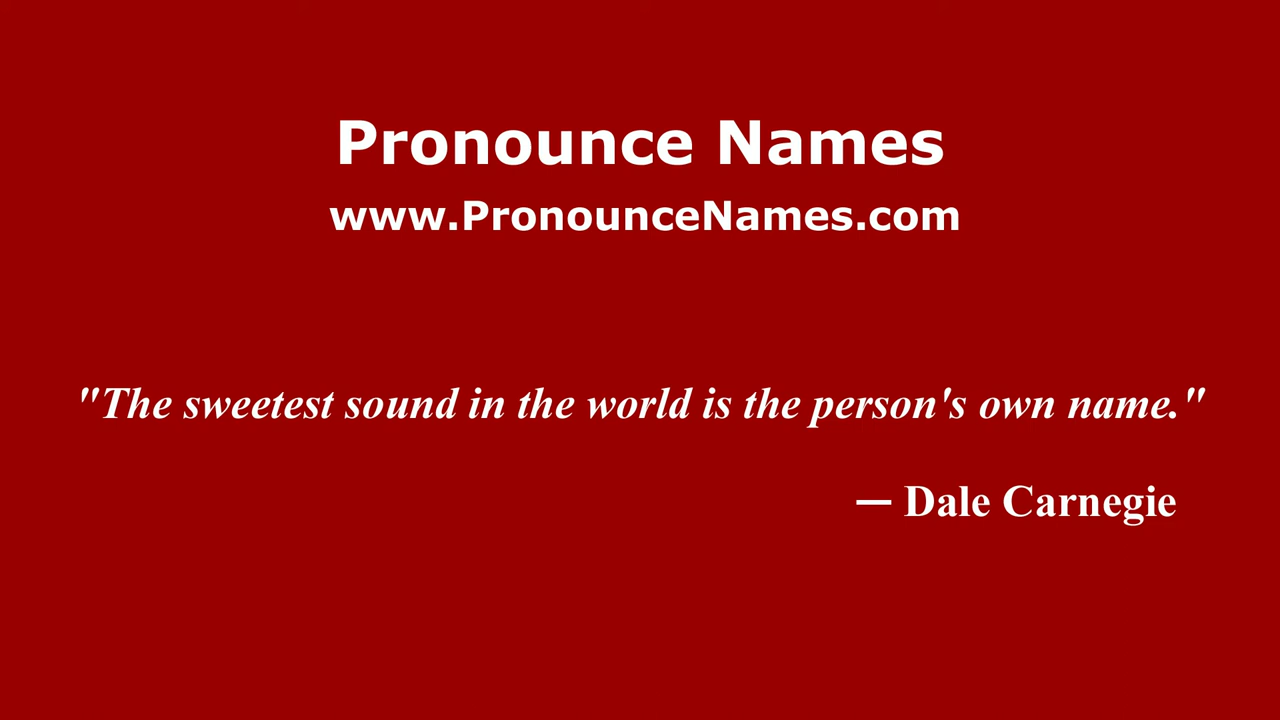 Pronounce Names
www.PronounceNames.com
"The sweetest sound in the world is the person's own name."
— Dale Carnegie